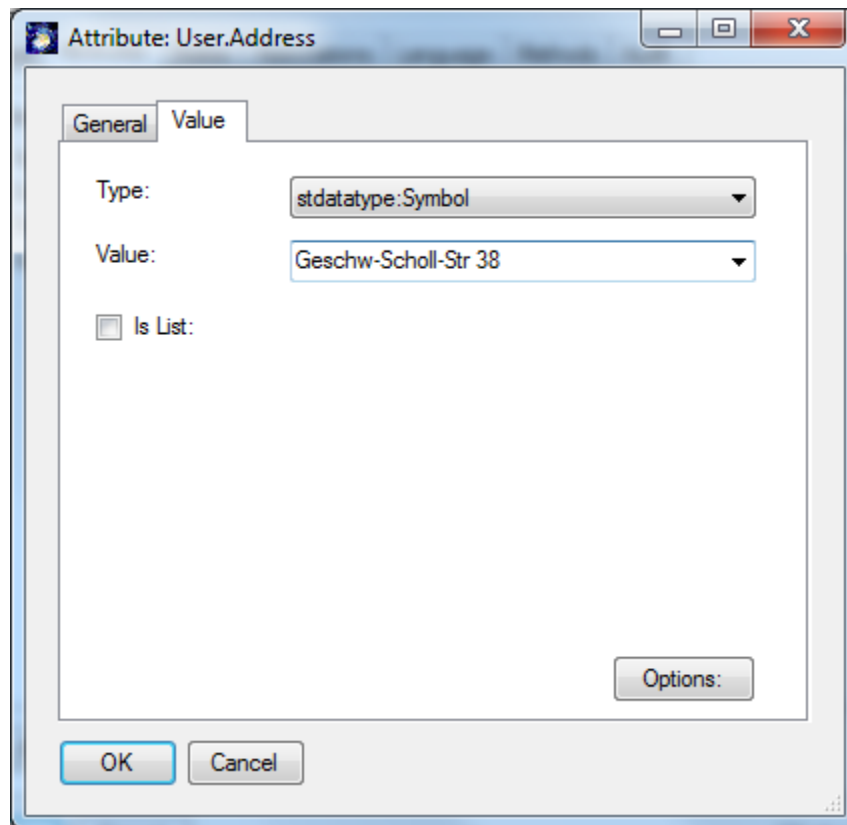 Attribute: User.Address
General Value
Type: stdatatype:Symbol
Value: Geschw-Scholl-Str 38
Is List:
Options:
OK Cancel